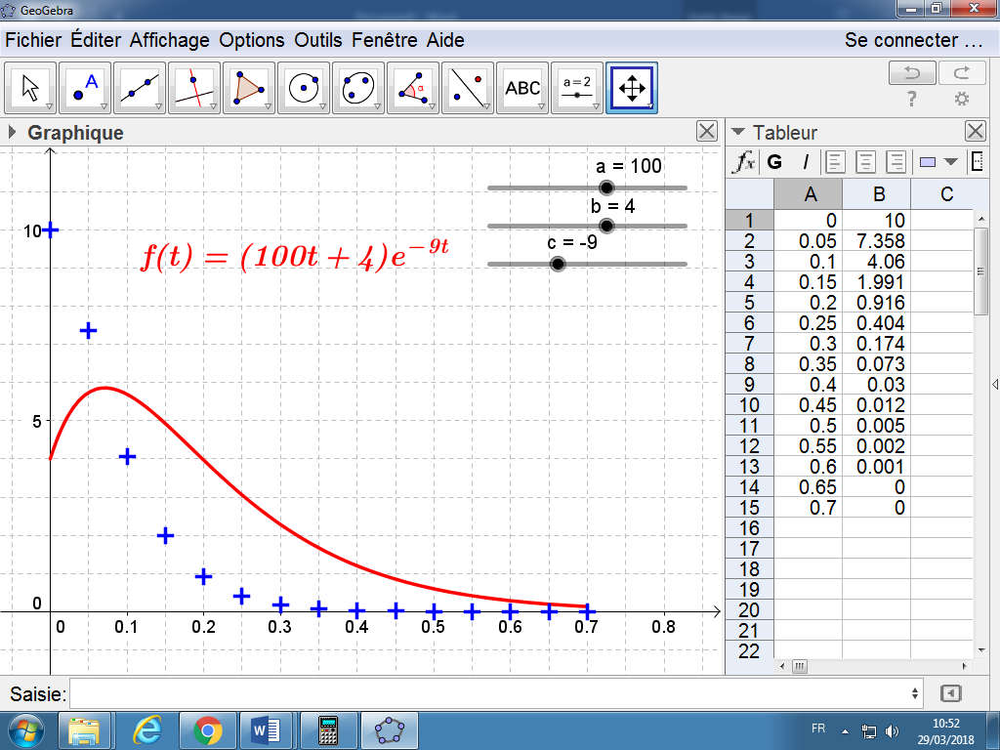 GeoGebra
Fichier Éditer Affichage Options Outils Fenêtre Aide Se connecter ...
A α ABC a = 2 ?
Graphique
Tableur
fx G I
a = 100
b = 4
c = -9
f(t) = (100t + 4)e^{-9t}
10
5
0
0 0.1 0.2 0.3 0.4 0.5 0.6 0.7 0.8
A B C
1 0 10
2 0.05 7.358
3 0.1 4.06
4 0.15 1.991
5 0.2 0.916
6 0.25 0.404
7 0.3 0.174
8 0.35 0.073
9 0.4 0.03
10 0.45 0.012
11 0.5 0.005
12 0.55 0.002
13 0.6 0.001
14 0.65 0
15 0.7 0
16
17
18
19
20
21
22
Saisie:
FR 10:52
29/03/2018